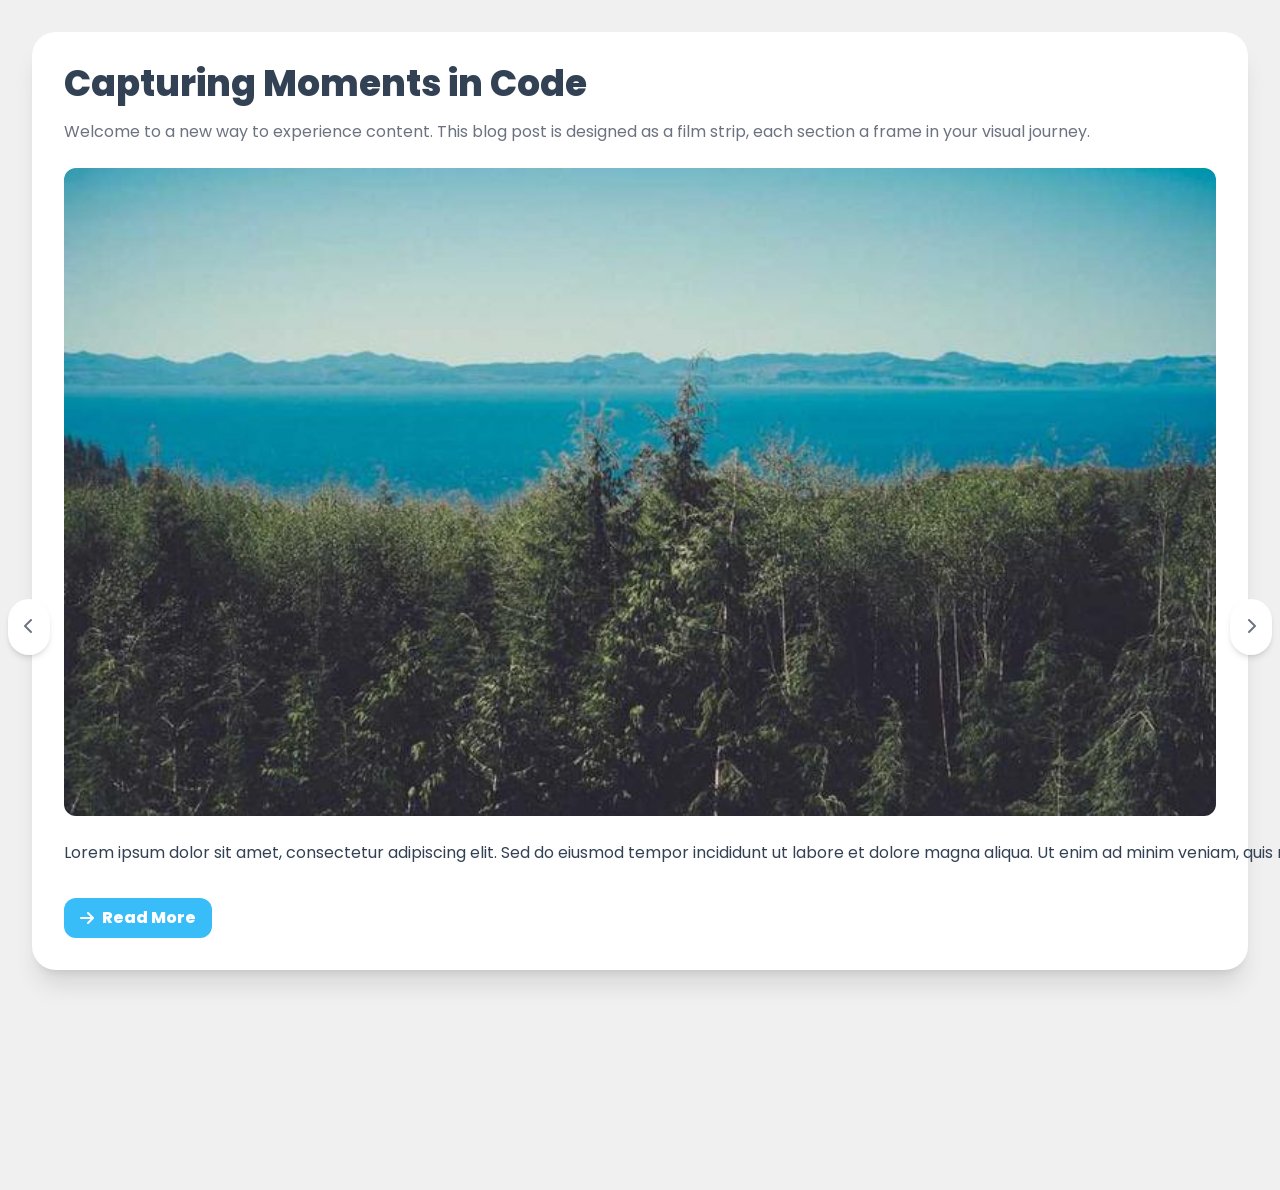 Capturing Moments in Code
Welcome to a new way to experience content. This blog post is designed as a film strip, each section a frame in your visual journey.
Lorem ipsum dolor sit amet, consectetur adipiscing elit. Sed do eiusmod tempor incididunt ut labore et dolore magna aliqua. Ut enim ad minim veniam, quis
Read More